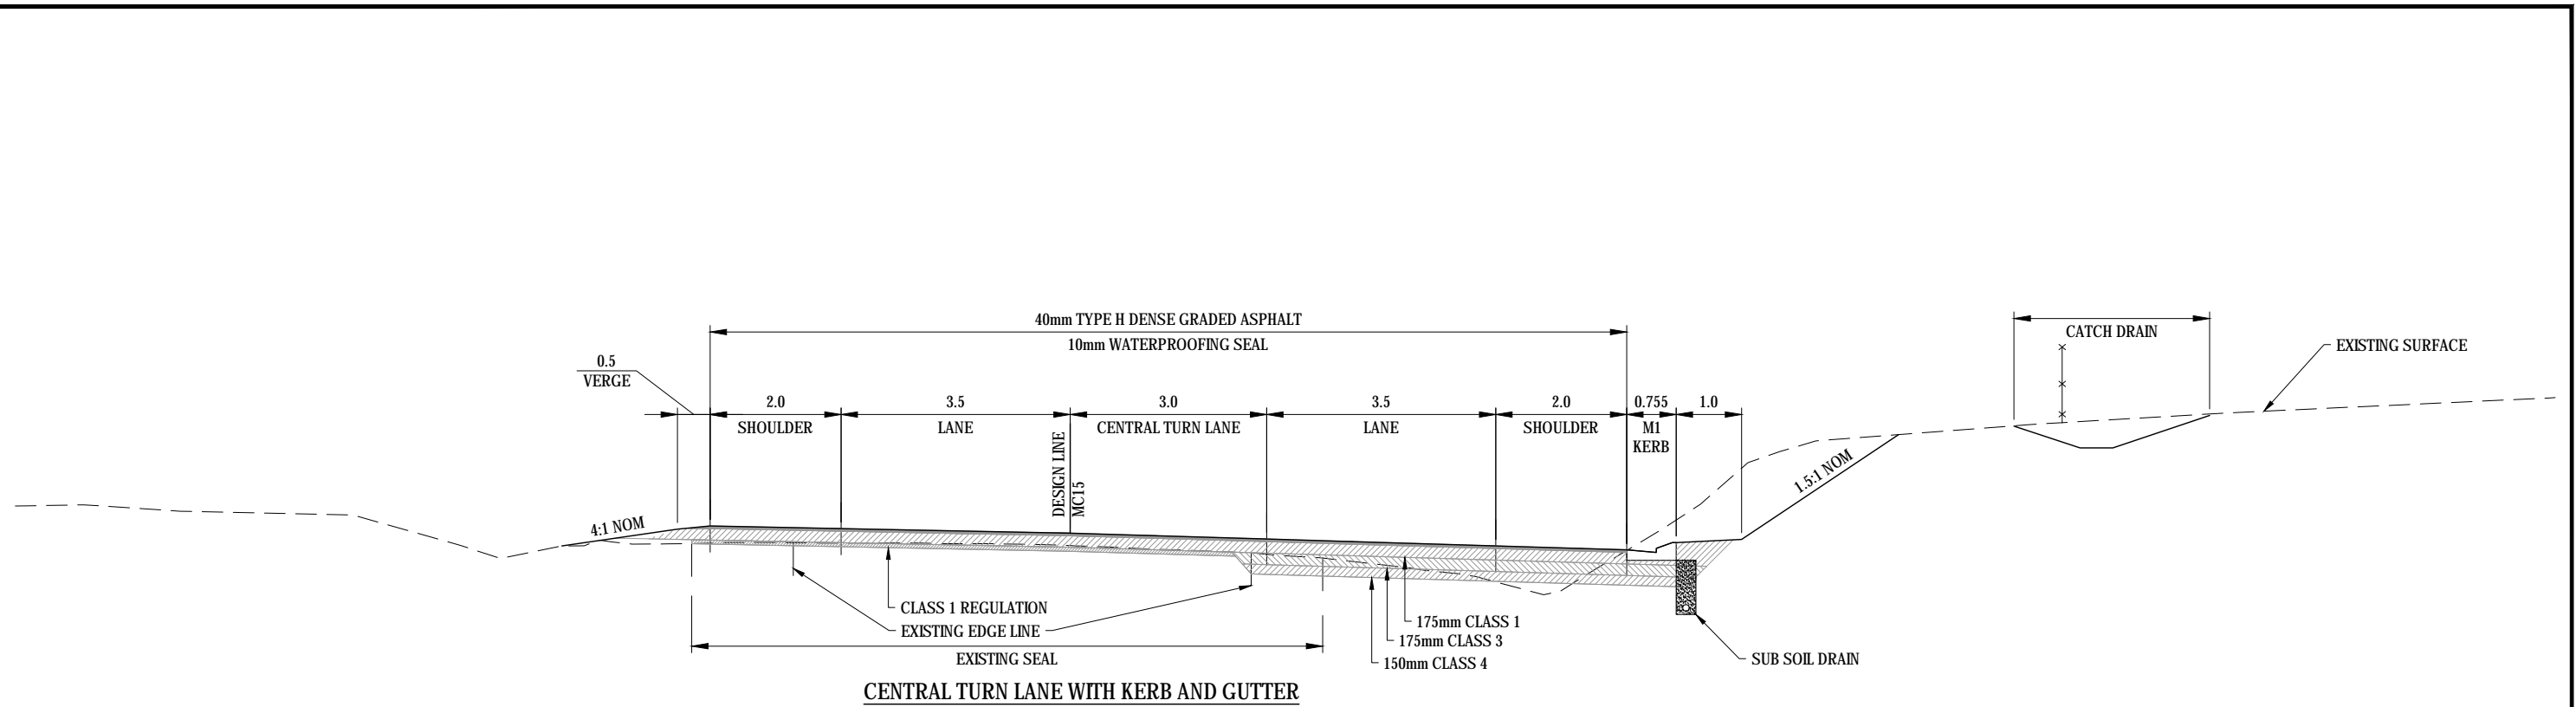 40mm TYPE H DENSE GRADED ASPHALT
10mm WATERPROOFING SEAL
CATCH DRAIN
EXISTING SURFACE
0.5
VERGE
2.0
SHOULDER
3.5
LANE
3.0
CENTRAL TURN LANE
3.5
LANE
2.0
SHOULDER
0.755
M1
KERB
1.0
DESIGN LINE
MC15
4:1 NOM
1.5:1 NOM
CLASS 1 REGULATION
EXISTING EDGE LINE
EXISTING SEAL
175mm CLASS 1
175mm CLASS 3
150mm CLASS 4
SUB SOIL DRAIN
CENTRAL TURN LANE WITH KERB AND GUTTER